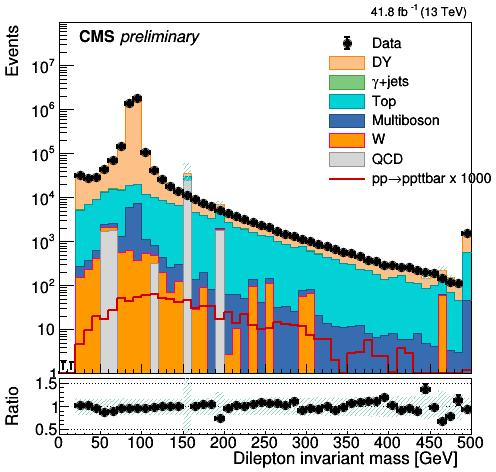 41.8 fb⁻¹ (13 TeV)
CMS preliminary
Events
Data
DY
γ+jets
Top
Multiboson
W
QCD
pp→ppttbar x 1000
10⁷
10⁶
10⁵
10⁴
10³
10²
10
1
Ratio
1.5
1
0.5
0 50 100 150 200 250 300 350 400 450 500
Dilepton invariant mass [GeV]